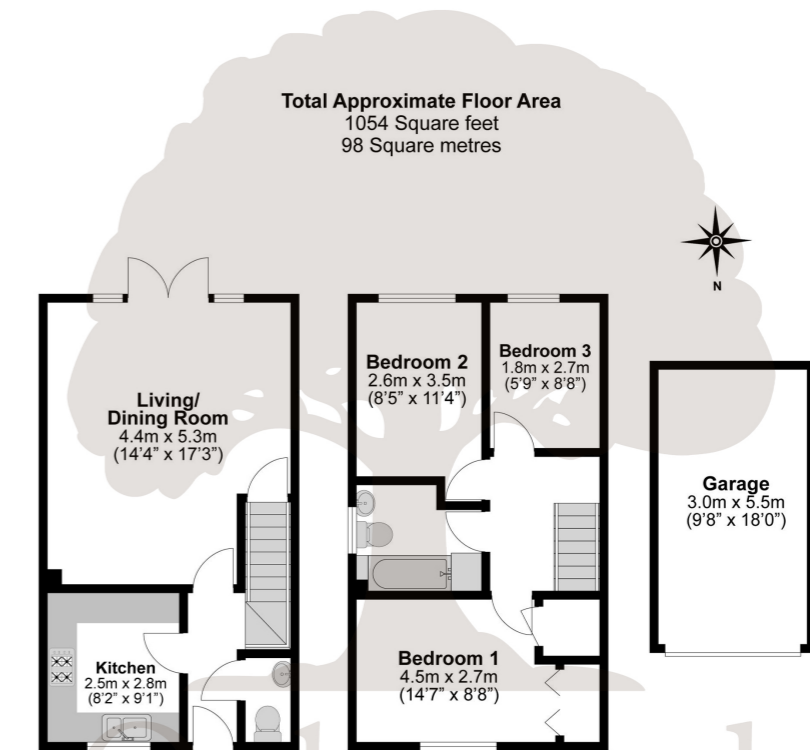 Total Approximate Floor Area
1054 Square feet
98 Square metres
N
Living/
Dining Room
4.4m x 5.3m
(14'4" x 17'3")
Kitchen
2.5m x 2.8m
(8'2" x 9'1")
Bedroom 2
2.6m x 3.5m
(8'5" x 11'4")
Bedroom 3
1.8m x 2.7m
(5'9" x 8'8")
Bedroom 1
4.5m x 2.7m
(14'7" x 8'8")
Garage
3.0m x 5.5m
(9'8" x 18'0")